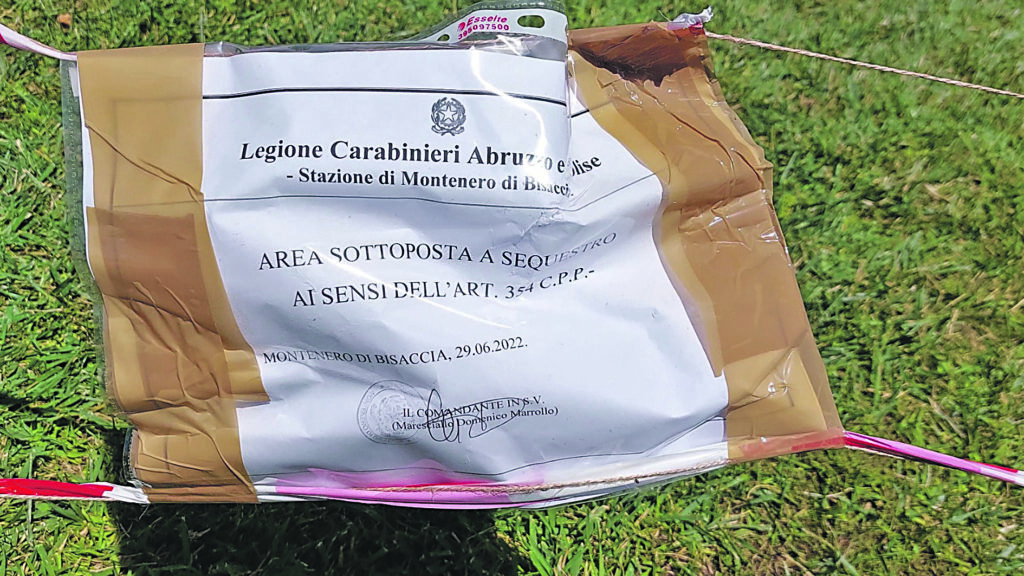 Esselte
395097500
Legione Carabinieri Abruzzo e Molise
- Stazione di Montenero di Bisaccia
AREA SOTTOPOSTA A SEQUESTRO
AI SENSI DELL'ART. 354 C.P.P.-
MONTENERO DI BISACCIA, 29.06.2022.
IL COMANDANTE IN S.V.
(Maresciallo Domenico Marrollo)